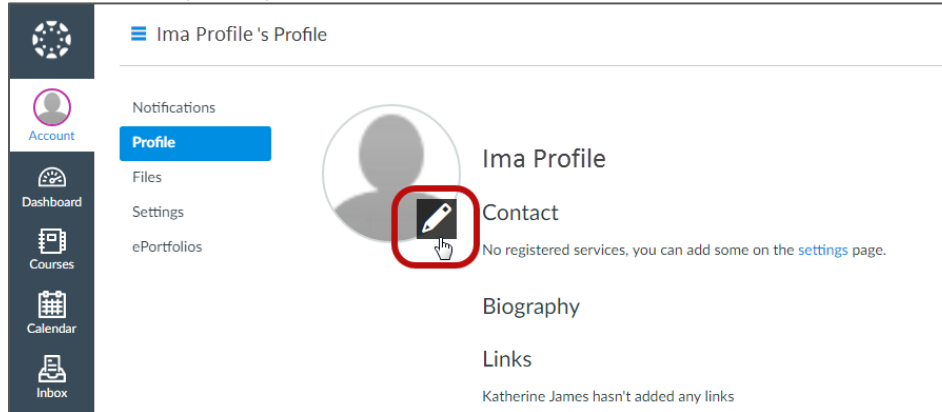 Ima Profile 's Profile
Account
Dashboard
Courses
Calendar
Inbox
Notifications
Profile
Files
Settings
ePortfolios
Ima Profile
Contact
No registered services, you can add some on the settings page.
Biography
Links
Katherine James hasn't added any links